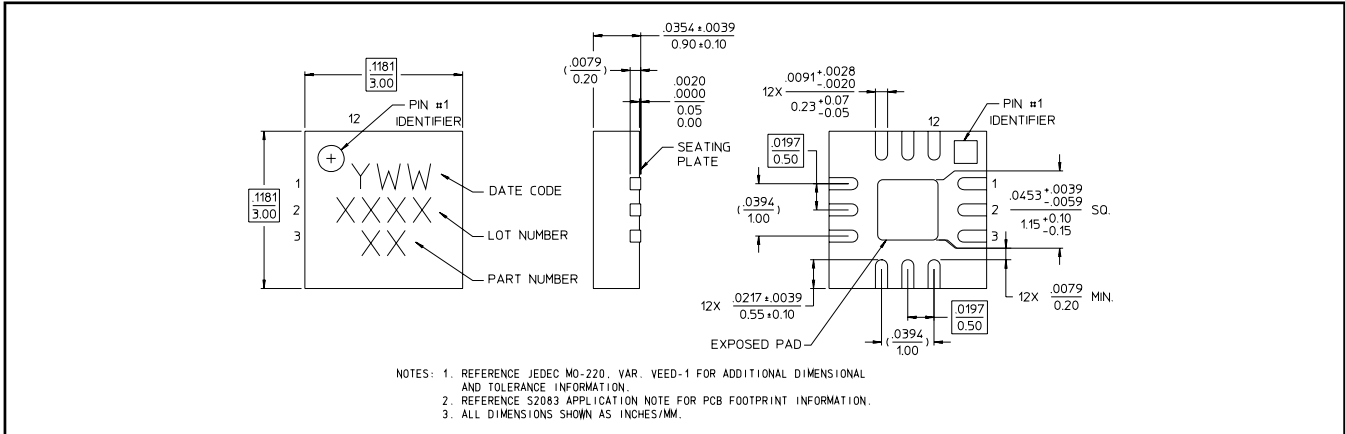 .1181
3.00
12
PIN #1
IDENTIFIER
.1181
3.00
1
2
3
YWW
XXXX
XX
DATE CODE
LOT NUMBER
PART NUMBER
.0354 ±.0039
0.90 ±0.10
(.0079
0.20)
.0020
.0000
0.05
0.00
SEATING
PLATE
12X .0091 +.0028
-.0020
0.23 +0.07
-0.05
12
PIN #1
IDENTIFIER
.0197
0.50
(.0394
1.00)
1
2
3
.0453 +.0039
-.0059 SQ.
1.15 +0.10
-0.15
12X .0217 ±.0039
0.55 ±0.10
12X .0079 MIN.
0.20
.0197
0.50
(.0394
1.00)
EXPOSED PAD
NOTES: 1. REFERENCE JEDEC MO-220, VAR. VEED-1 FOR ADDITIONAL DIMENSIONAL
AND TOLERANCE INFORMATION.
2. REFERENCE S2083 APPLICATION NOTE FOR PCB FOOTPRINT INFORMATION.
3. ALL DIMENSIONS SHOWN AS INCHES/MM.